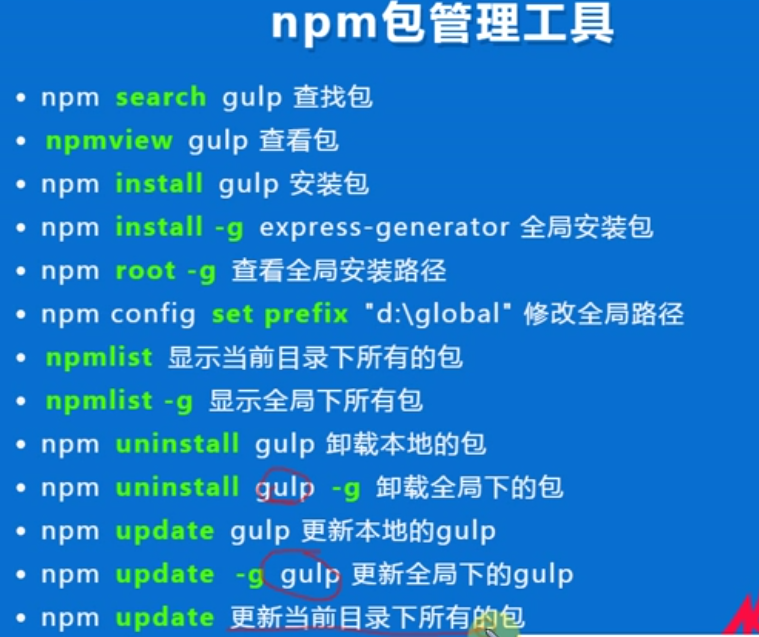 npm包管理工具
• npm search gulp 查找包
• npmview gulp 查看包
• npm install gulp 安装包
• npm install -g express-generator 全局安装包
• npm root -g 查看全局安装路径
• npm config set prefix "d:\global" 修改全局路径
• npmlist 显示当前目录下所有的包
• npmlist -g 显示全局下所有包
• npm uninstall gulp 卸载本地的包
• npm uninstall gulp -g 卸载全局下的包
• npm update gulp 更新本地的gulp
• npm update -g gulp 更新全局下的gulp
• npm update 更新当前目录下所有的包